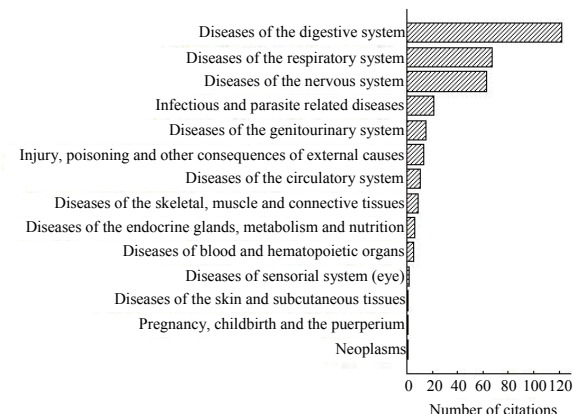 Diseases of the digestive system
Diseases of the respiratory system
Diseases of the nervous system
Infectious and parasite related diseases
Diseases of the genitourinary system
Injury, poisoning and other consequences of external causes
Diseases of the circulatory system
Diseases of the skeletal, muscle and connective tissues
Diseases of the endocrine glands, metabolism and nutrition
Diseases of blood and hematopoietic organs
Diseases of sensorial system (eye)
Diseases of the skin and subcutaneous tissues
Pregnancy, childbirth and the puerperium
Neoplasms
0 20 40 60 80 100 120
Number of citations